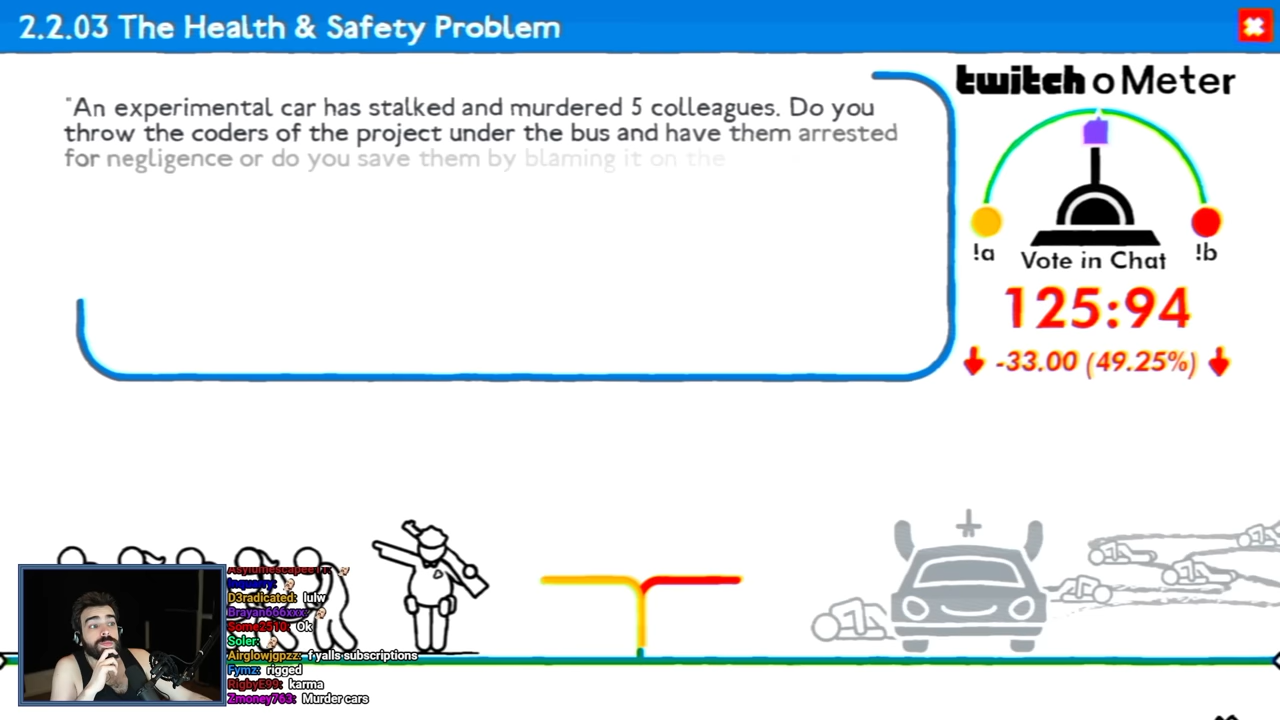 2.2.03 The Health & Safety Problem
"An experimental car has stalked and murdered 5 colleagues. Do you
throw the coders of the project under the bus and have them arrested
for negligence or do you save them by blaming it on the
twitch o Meter
!a
Vote in Chat
!b
125:94
-33.00 (49.25%)
D3radicated: lulw
Brayan666xxx:
Some2510: Ok
Soler:
Airglowjgpzz: f yalls subscriptions
Fymz: rigged
RigbyE99: karma
Zmoney763: Murder cars